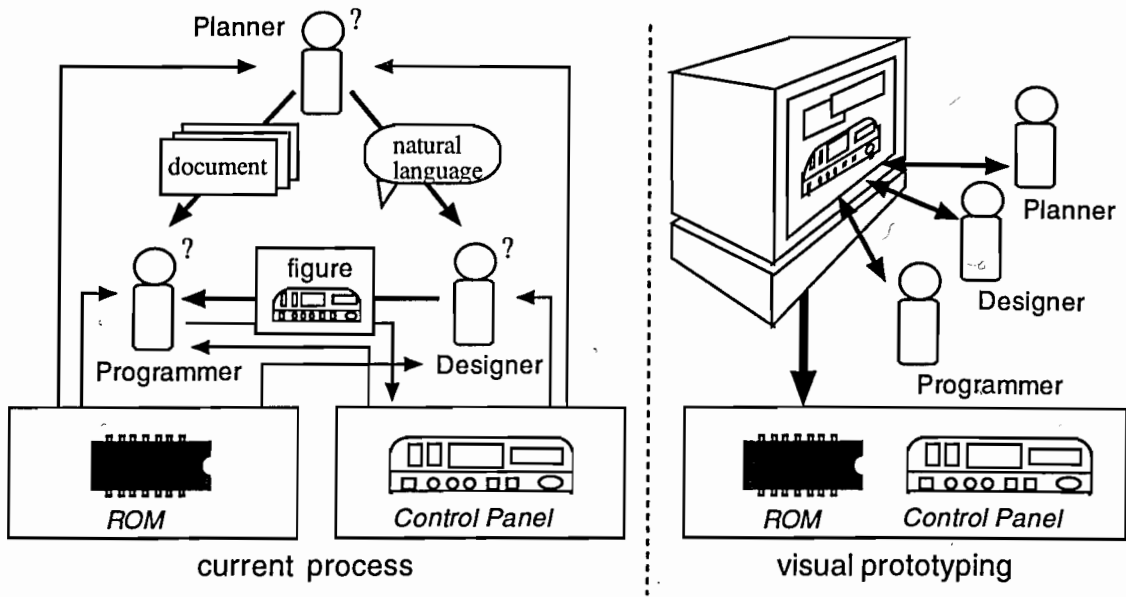 Planner
?
document
natural
language
?
figure
?
Programmer
Designer
ROM
Control Panel
current process
Planner
Designer
Programmer
ROM
Control Panel
visual prototyping